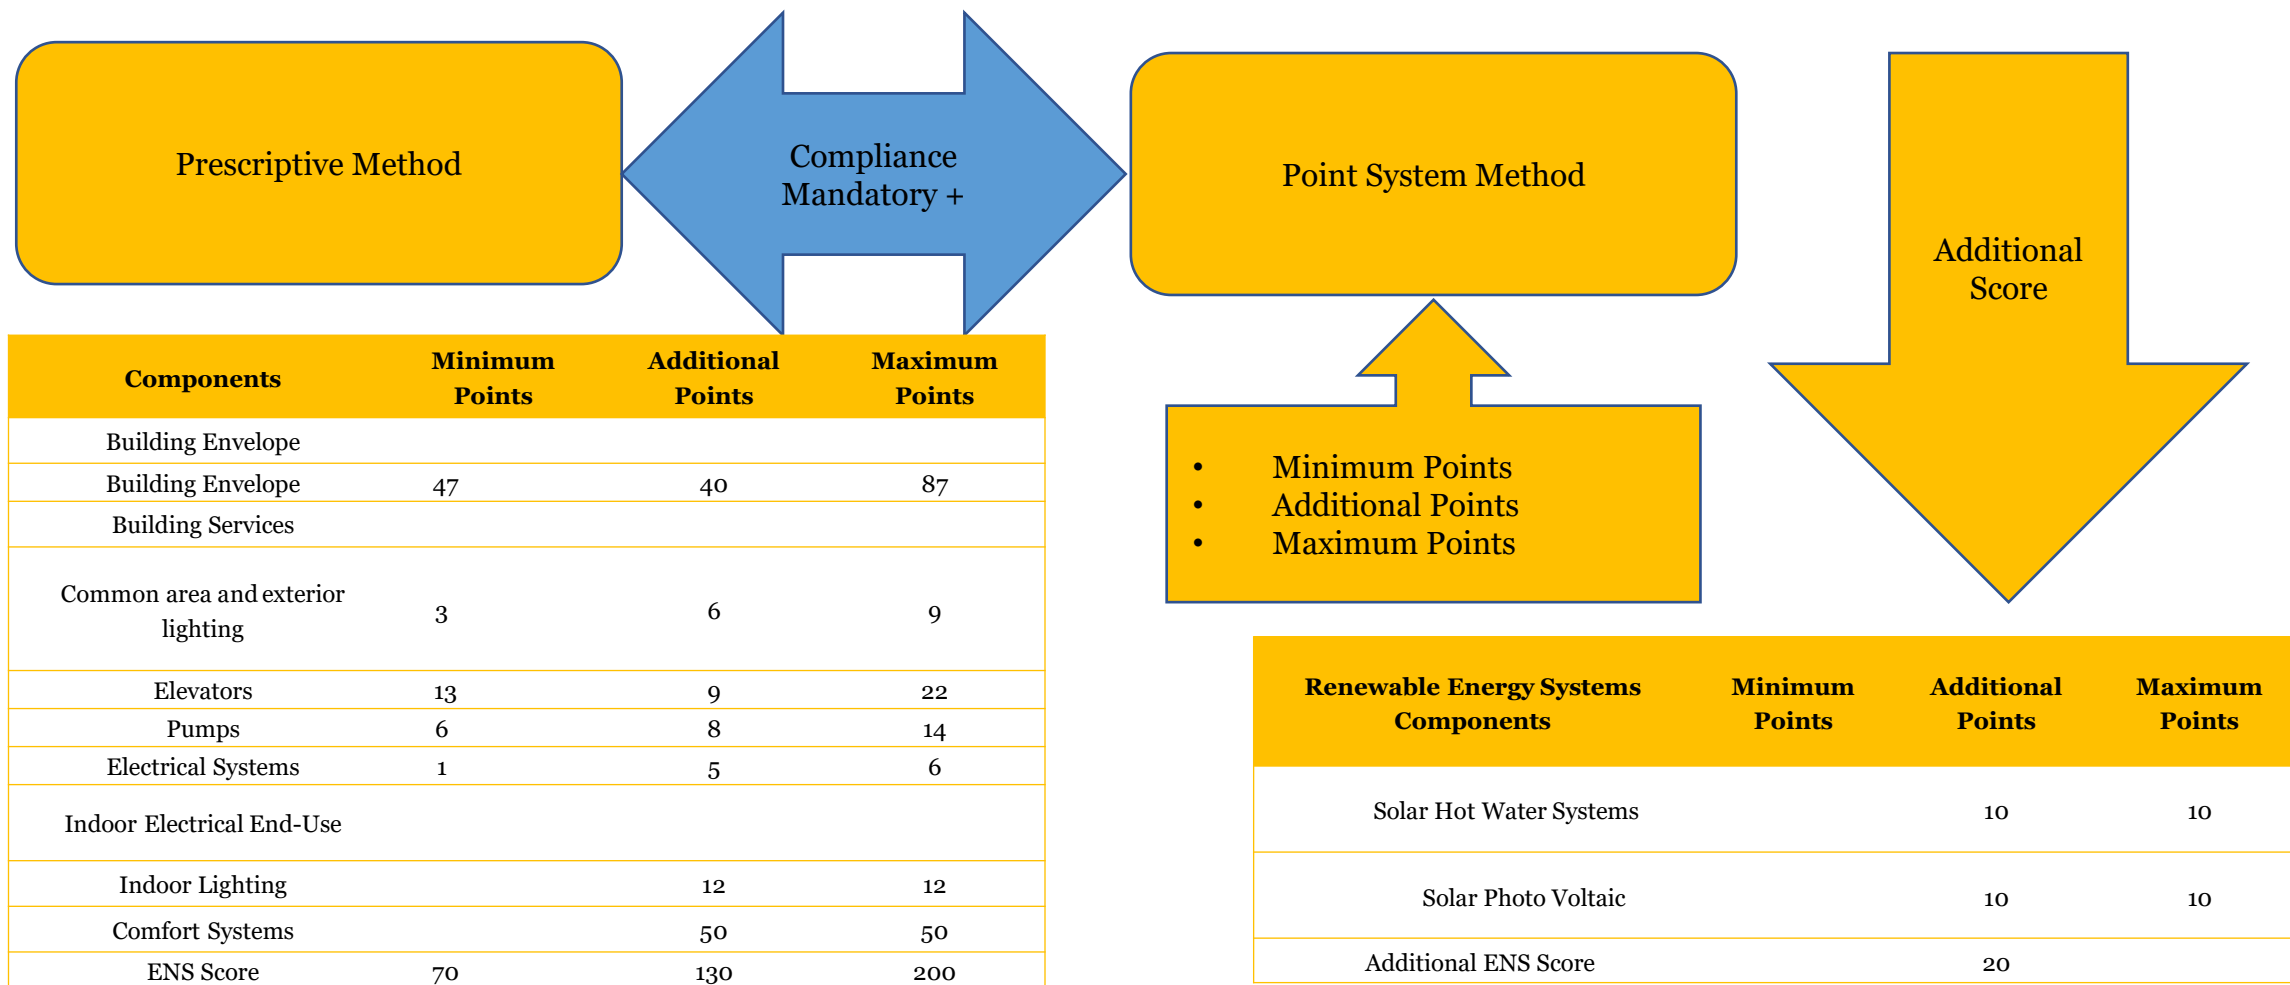 Prescriptive Method
Compliance
Mandatory +
Point System Method
Additional
Score
Components Minimum Points Additional Points Maximum Points
Building Envelope
Building Envelope 47 40 87
Building Services
Common area and exterior lighting 3 6 9
Elevators 13 9 22
Pumps 6 8 14
Electrical Systems 1 5 6
Indoor Electrical End-Use
Indoor Lighting 12 12
Comfort Systems 50 50
ENS Score 70 130 200
• Minimum Points
• Additional Points
• Maximum Points
Renewable Energy Systems Components Minimum Points Additional Points Maximum Points
Solar Hot Water Systems 10 10
Solar Photo Voltaic 10 10
Additional ENS Score 20